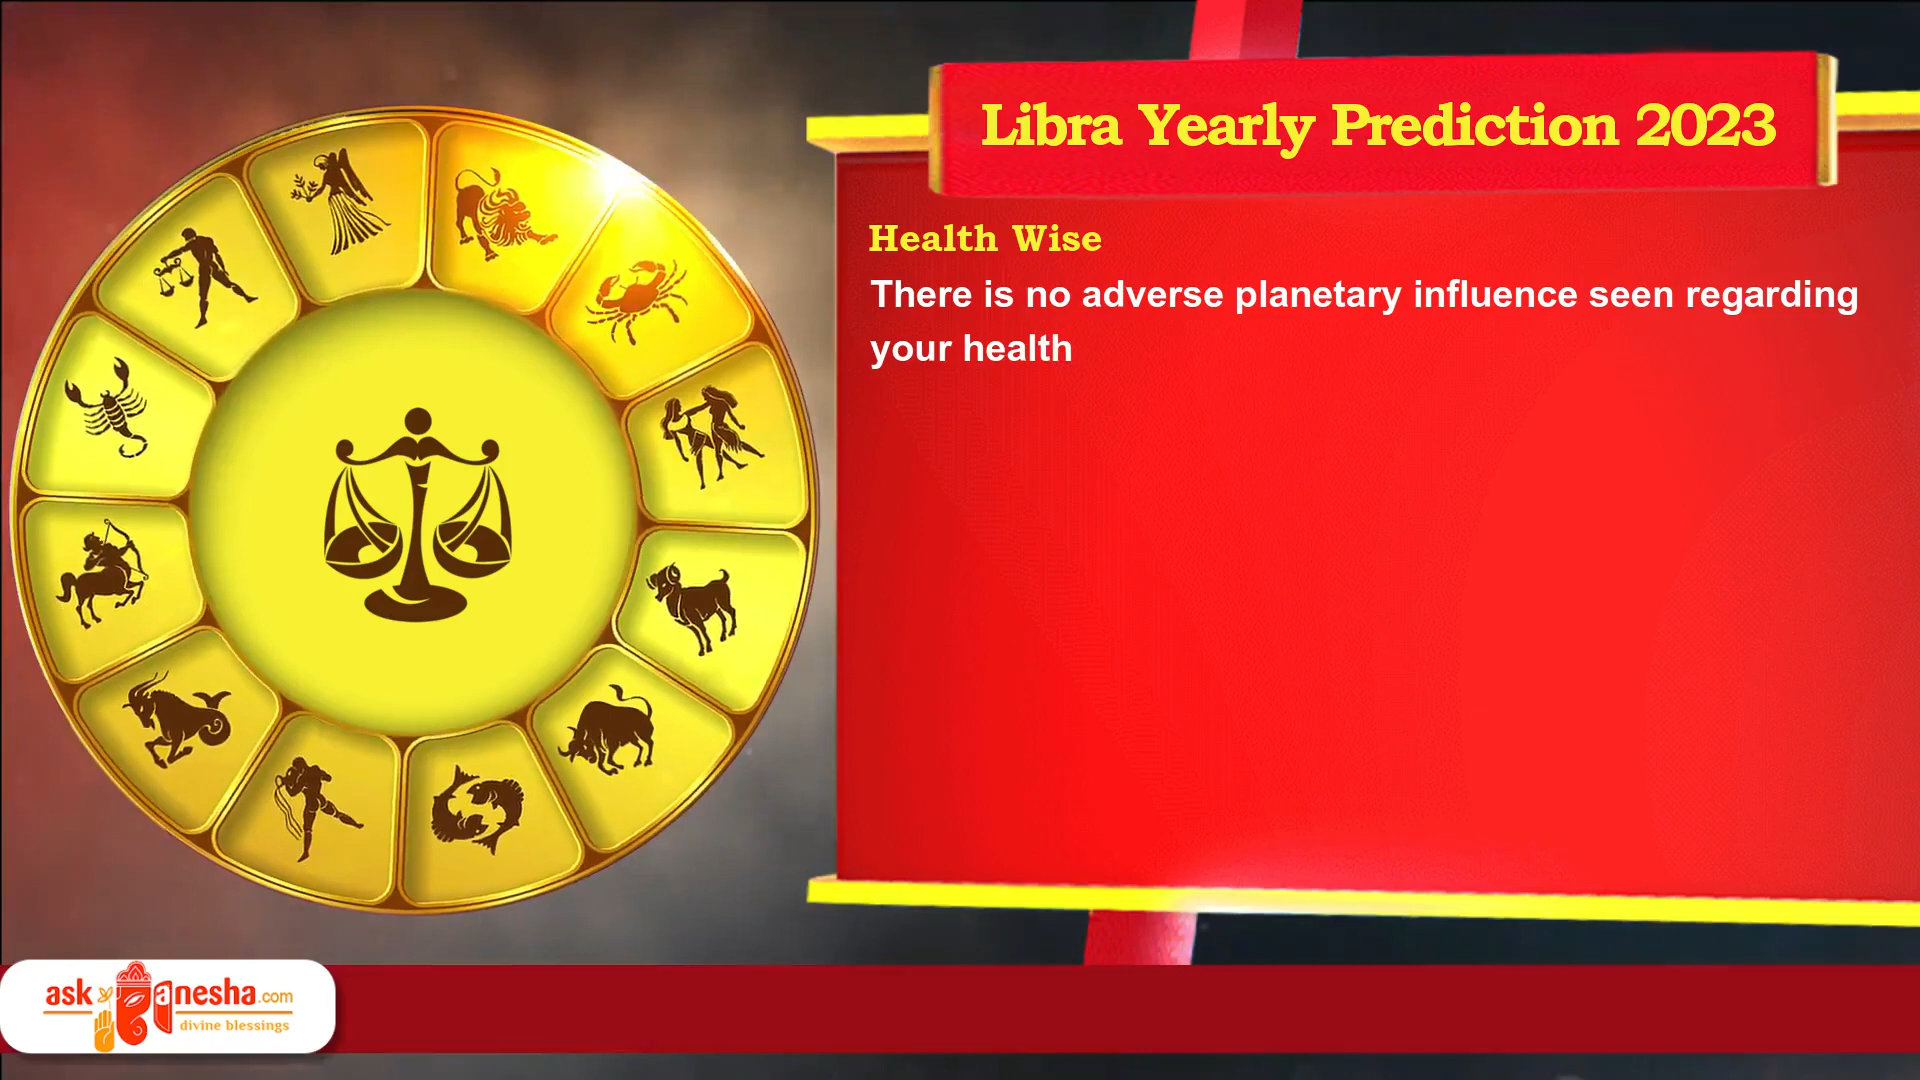 Libra Yearly Prediction 2023
Health Wise
There is no adverse planetary influence seen regarding
your health
ask Ganesha.com
divine blessings